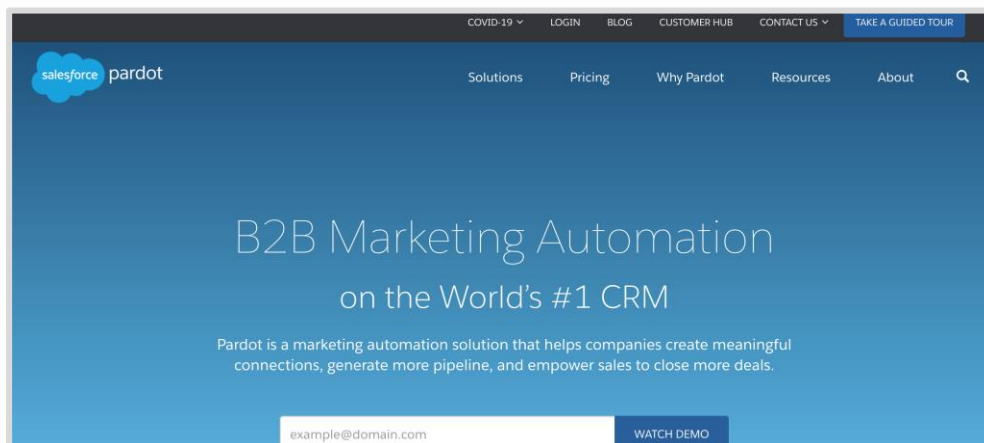 COVID-19 LOGIN BLOG CUSTOMER HUB CONTACT US TAKE A GUIDED TOUR
salesforce pardot Solutions Pricing Why Pardot Resources About
B2B Marketing Automation
on the World's #1 CRM
Pardot is a marketing automation solution that helps companies create meaningful
connections, generate more pipeline, and empower sales to close more deals.
example@domain.com WATCH DEMO